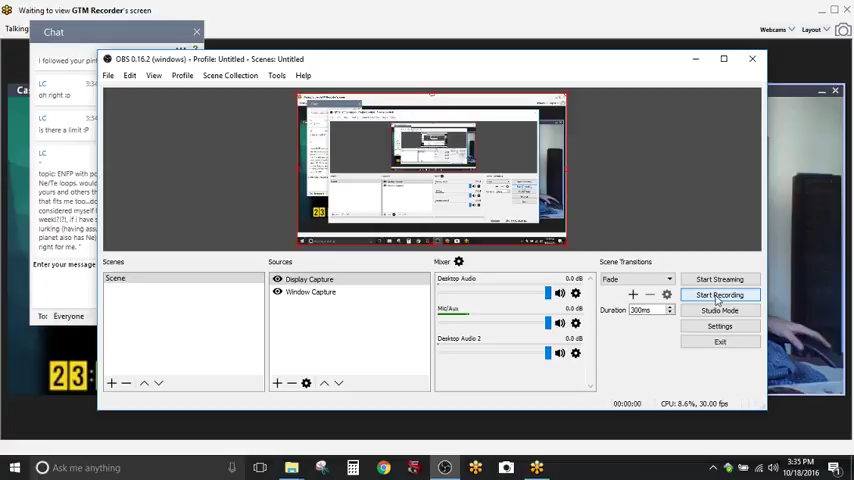 Waiting to view GTM Recorder's screen
Talking
Webcams
Layout
Chat
i followed your pin
LC
3:34
oh right :o
LC
3:34
is there a limit :P
LC
topic: ENFP with po
Ne/Te loops. would
yours and others th
that fits me too..do
considered myself
week!?!), if i have s
lurking (having assu
planet also has Ne)
right for me. "
Enter your message
To: Everyone
Ca
23:
OBS 0.16.2 (windows) - Profile: Untitled - Scenes: Untitled
File Edit View Profile Scene Collection Tools Help
Scenes
Scene
Sources
Display Capture
Window Capture
Mixer
Desktop Audio 0.0 dB
Mic/Aux 0.0 dB
Desktop Audio 2 0.0 dB
Scene Transitions
Fade
Duration 300ms
Start Streaming
Start Recording
Studio Mode
Settings
Exit
00:00:00 CPU: 8.6%, 30.00 fps
Ask me anything
3:35 PM
10/18/2016